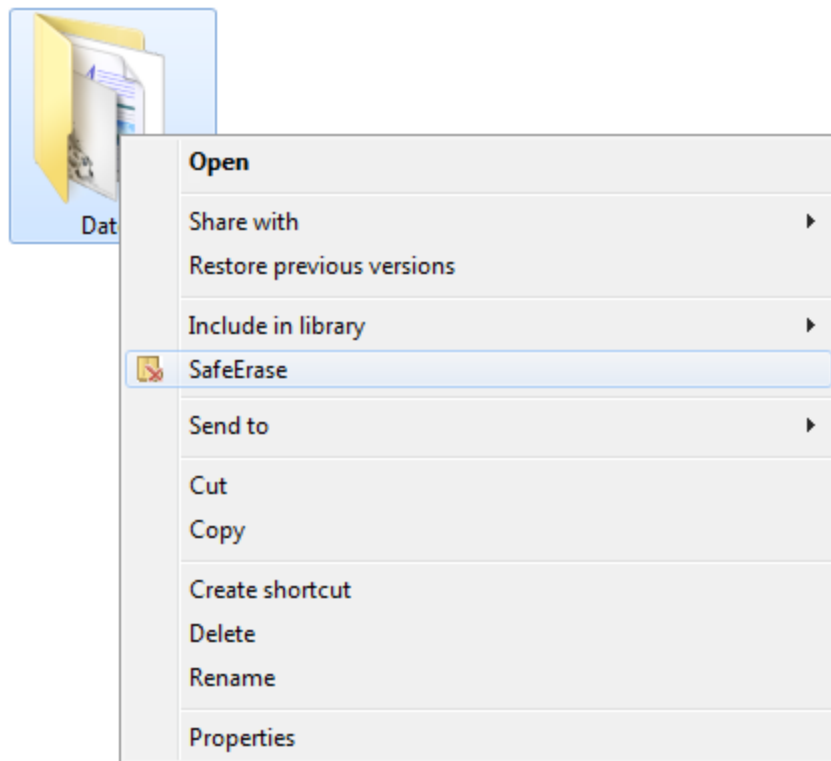 Open
Share with
Restore previous versions
Include in library
SafeErase
Send to
Cut
Copy
Create shortcut
Delete
Rename
Properties